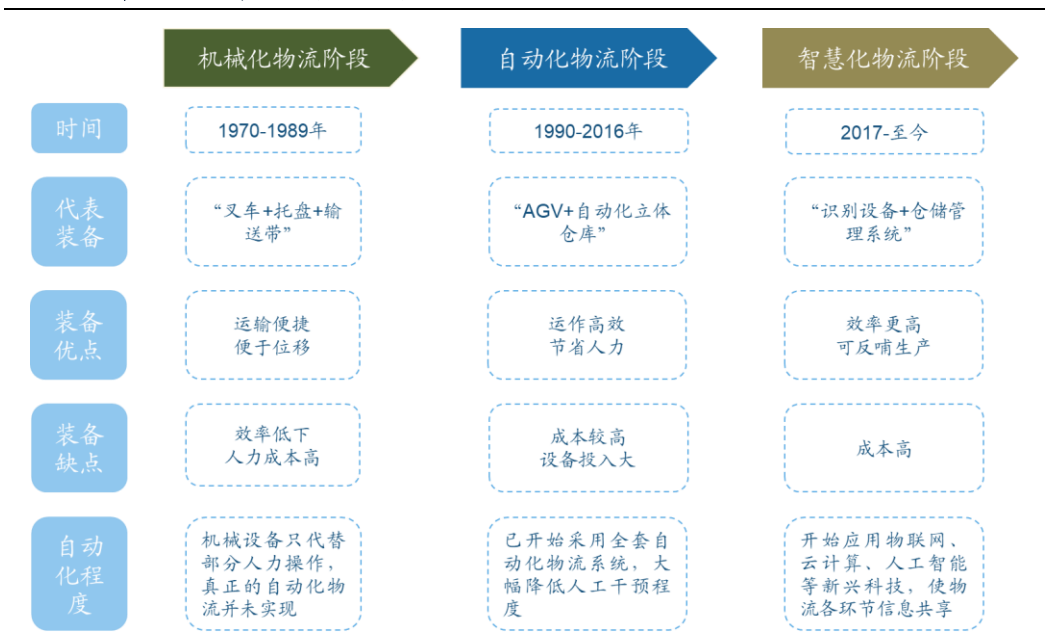 机械化物流阶段
自动化物流阶段
智慧化物流阶段
时间
1970-1989年
1990-2016年
2017-至今
代表
装备
“叉车+托盘+输
送带”
“AGV+自动化立体
仓库”
“识别设备+仓储管
理系统”
装备
优点
运输便捷
便于位移
运作高效
节省人力
效率更高
可反哺生产
装备
缺点
效率低下
人力成本高
成本较高
设备投入大
成本高
自动
化程
度
机械设备只代替
部分人力操作，
真正的自动化物
流并未实现
已开始采用全套自
动化物流系统，大
幅降低人工干预程
度
开始应用物联网、
云计算、人工智能
等新兴科技，使物
流各环节信息共享